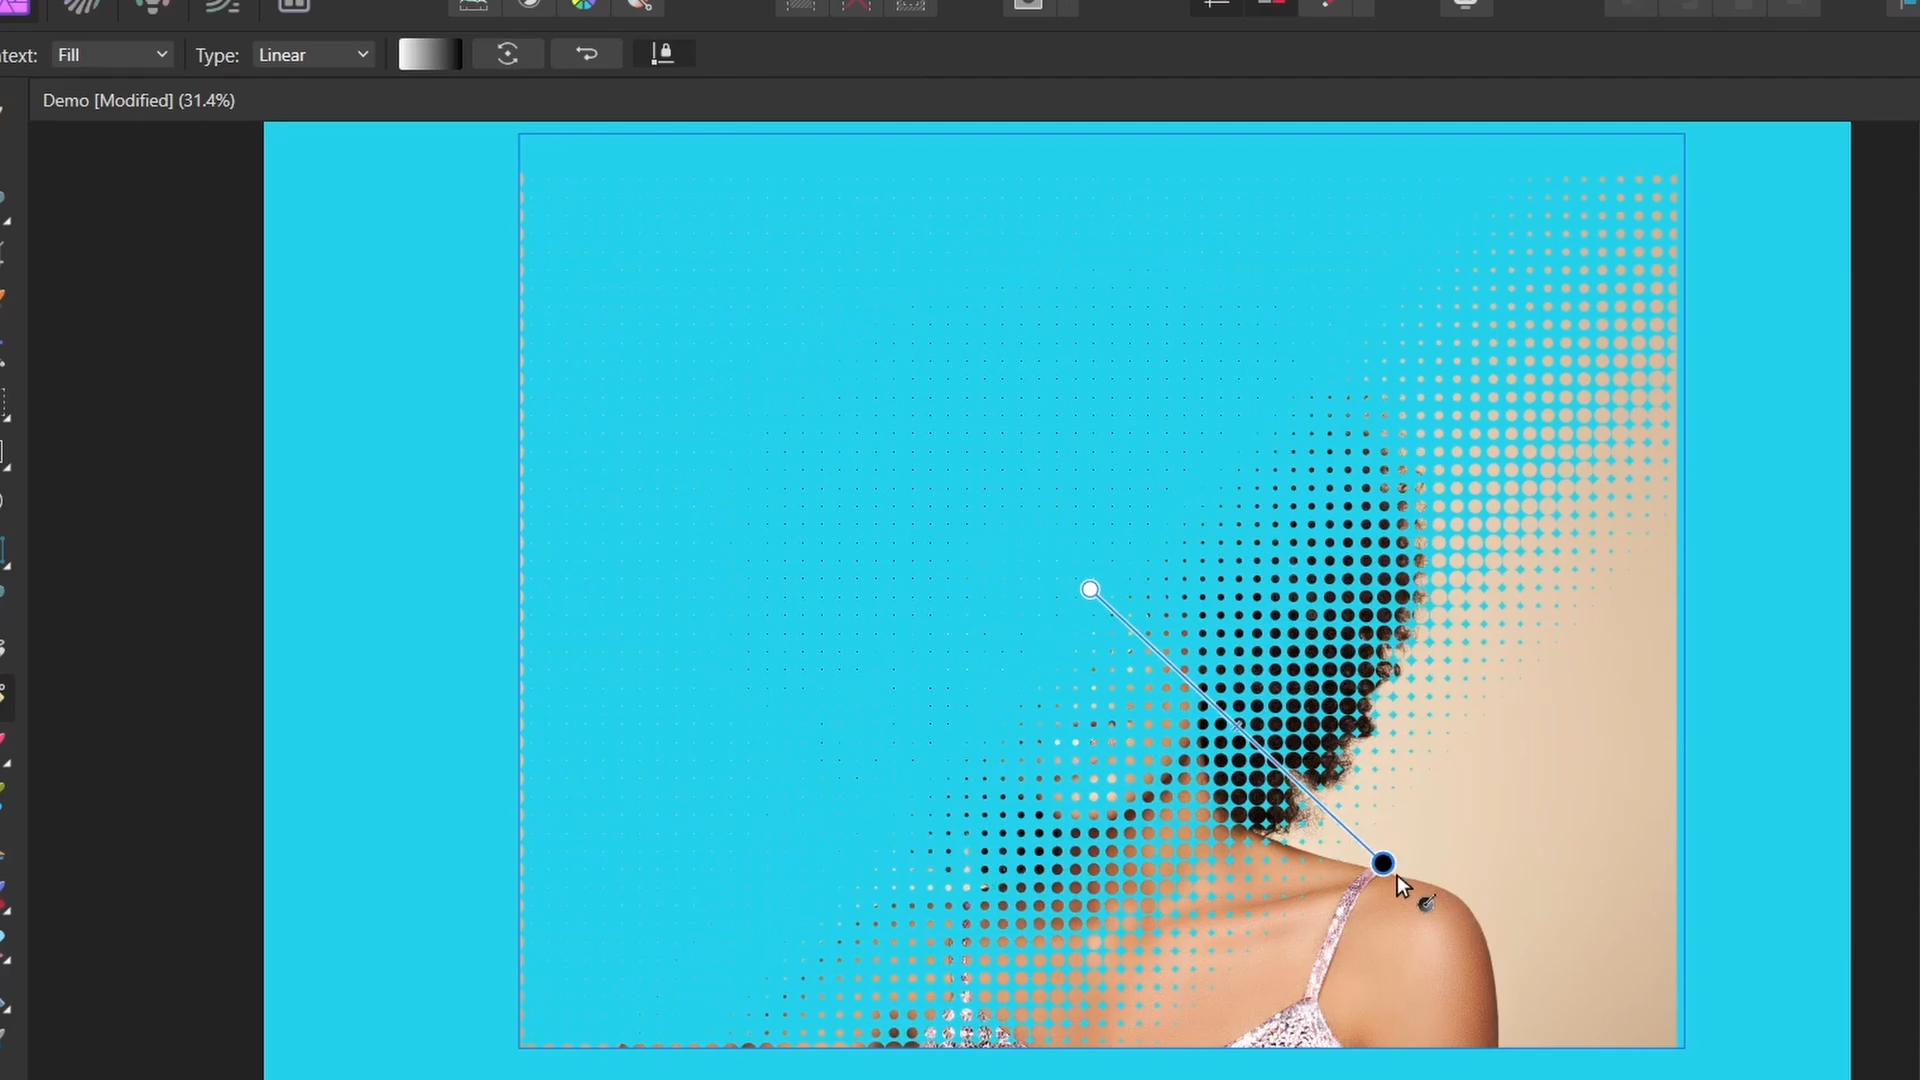 text: Fill Type: Linear
Demo [Modified] (31.4%)